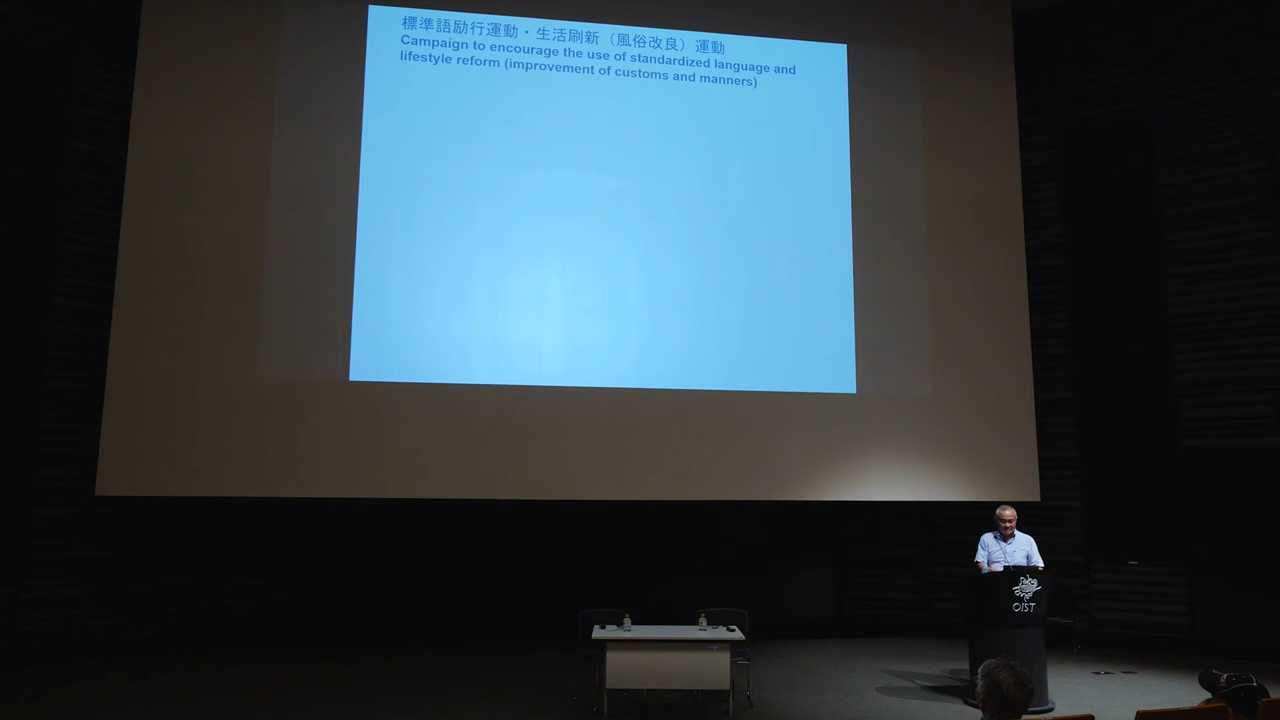 標準語励行運動・生活刷新（風俗改良）運動
Campaign to encourage the use of standardized language and
lifestyle reform (improvement of customs and manners)
OIST